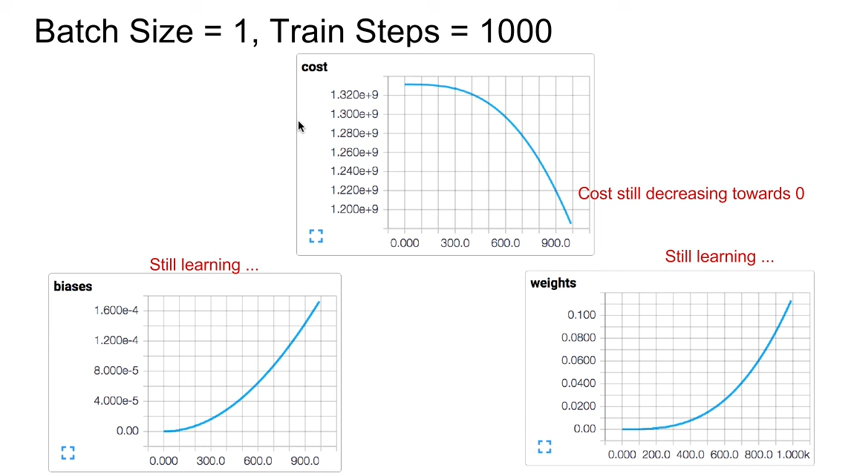 Batch Size = 1, Train Steps = 1000
cost
1.320e+9
1.300e+9
1.280e+9
1.260e+9
1.240e+9
1.220e+9
1.200e+9
0.000 300.0 600.0 900.0
Cost still decreasing towards 0
Still learning ...
biases
1.600e-4
1.200e-4
8.000e-5
4.000e-5
0.00
0.000 300.0 600.0 900.0
Still learning ...
weights
0.100
0.0800
0.0600
0.0400
0.0200
0.00
0.000 200.0 400.0 600.0 800.0 1.000k